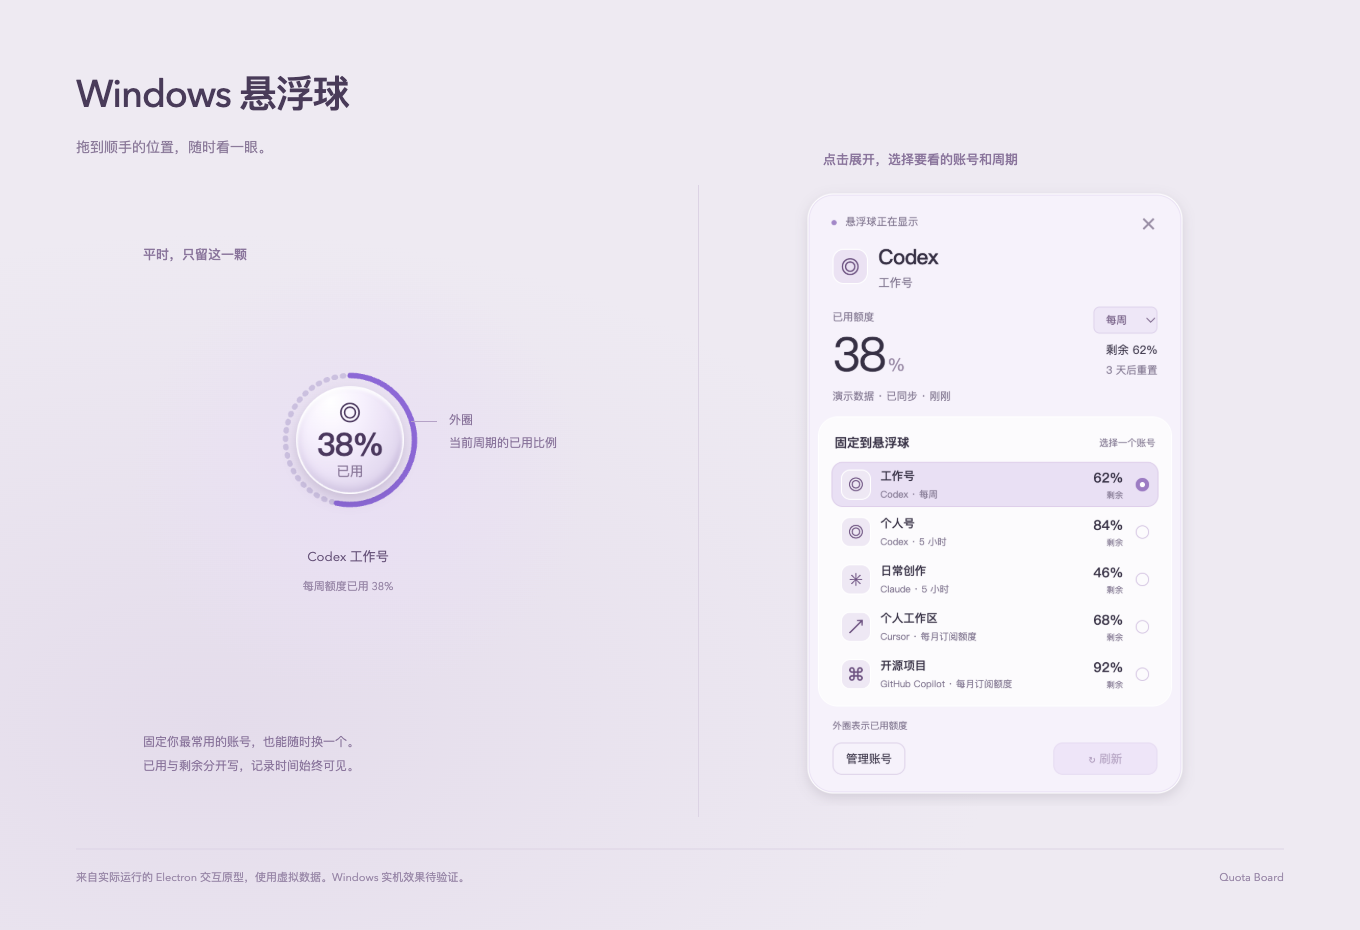 Windows 悬浮球
拖到顺手的位置，随时看一眼。
平时，只留这一颗
38%
已用
外圈
当前周期的已用比例
Codex 工作号
每周额度已用 38%
固定你最常用的账号，也能随时换一个。
已用与剩余分开写，记录时间始终可见。
点击展开，选择要看的账号和周期
悬浮球正在显示
Codex
工作号
已用额度
每周
38%
剩余 62%
3 天后重置
演示数据 · 已同步 · 刚刚
固定到悬浮球
选择一个账号
工作号
Codex · 每周
62%
剩余
个人号
Codex · 5 小时
84%
剩余
日常创作
Claude · 5 小时
46%
剩余
个人工作区
Cursor · 每月订阅额度
68%
剩余
开源项目
GitHub Copilot · 每月订阅额度
92%
剩余
外圈表示已用额度
管理账号
↻ 刷新
来自实际运行的 Electron 交互原型，使用虚拟数据。Windows 实机效果待验证。
Quota Board